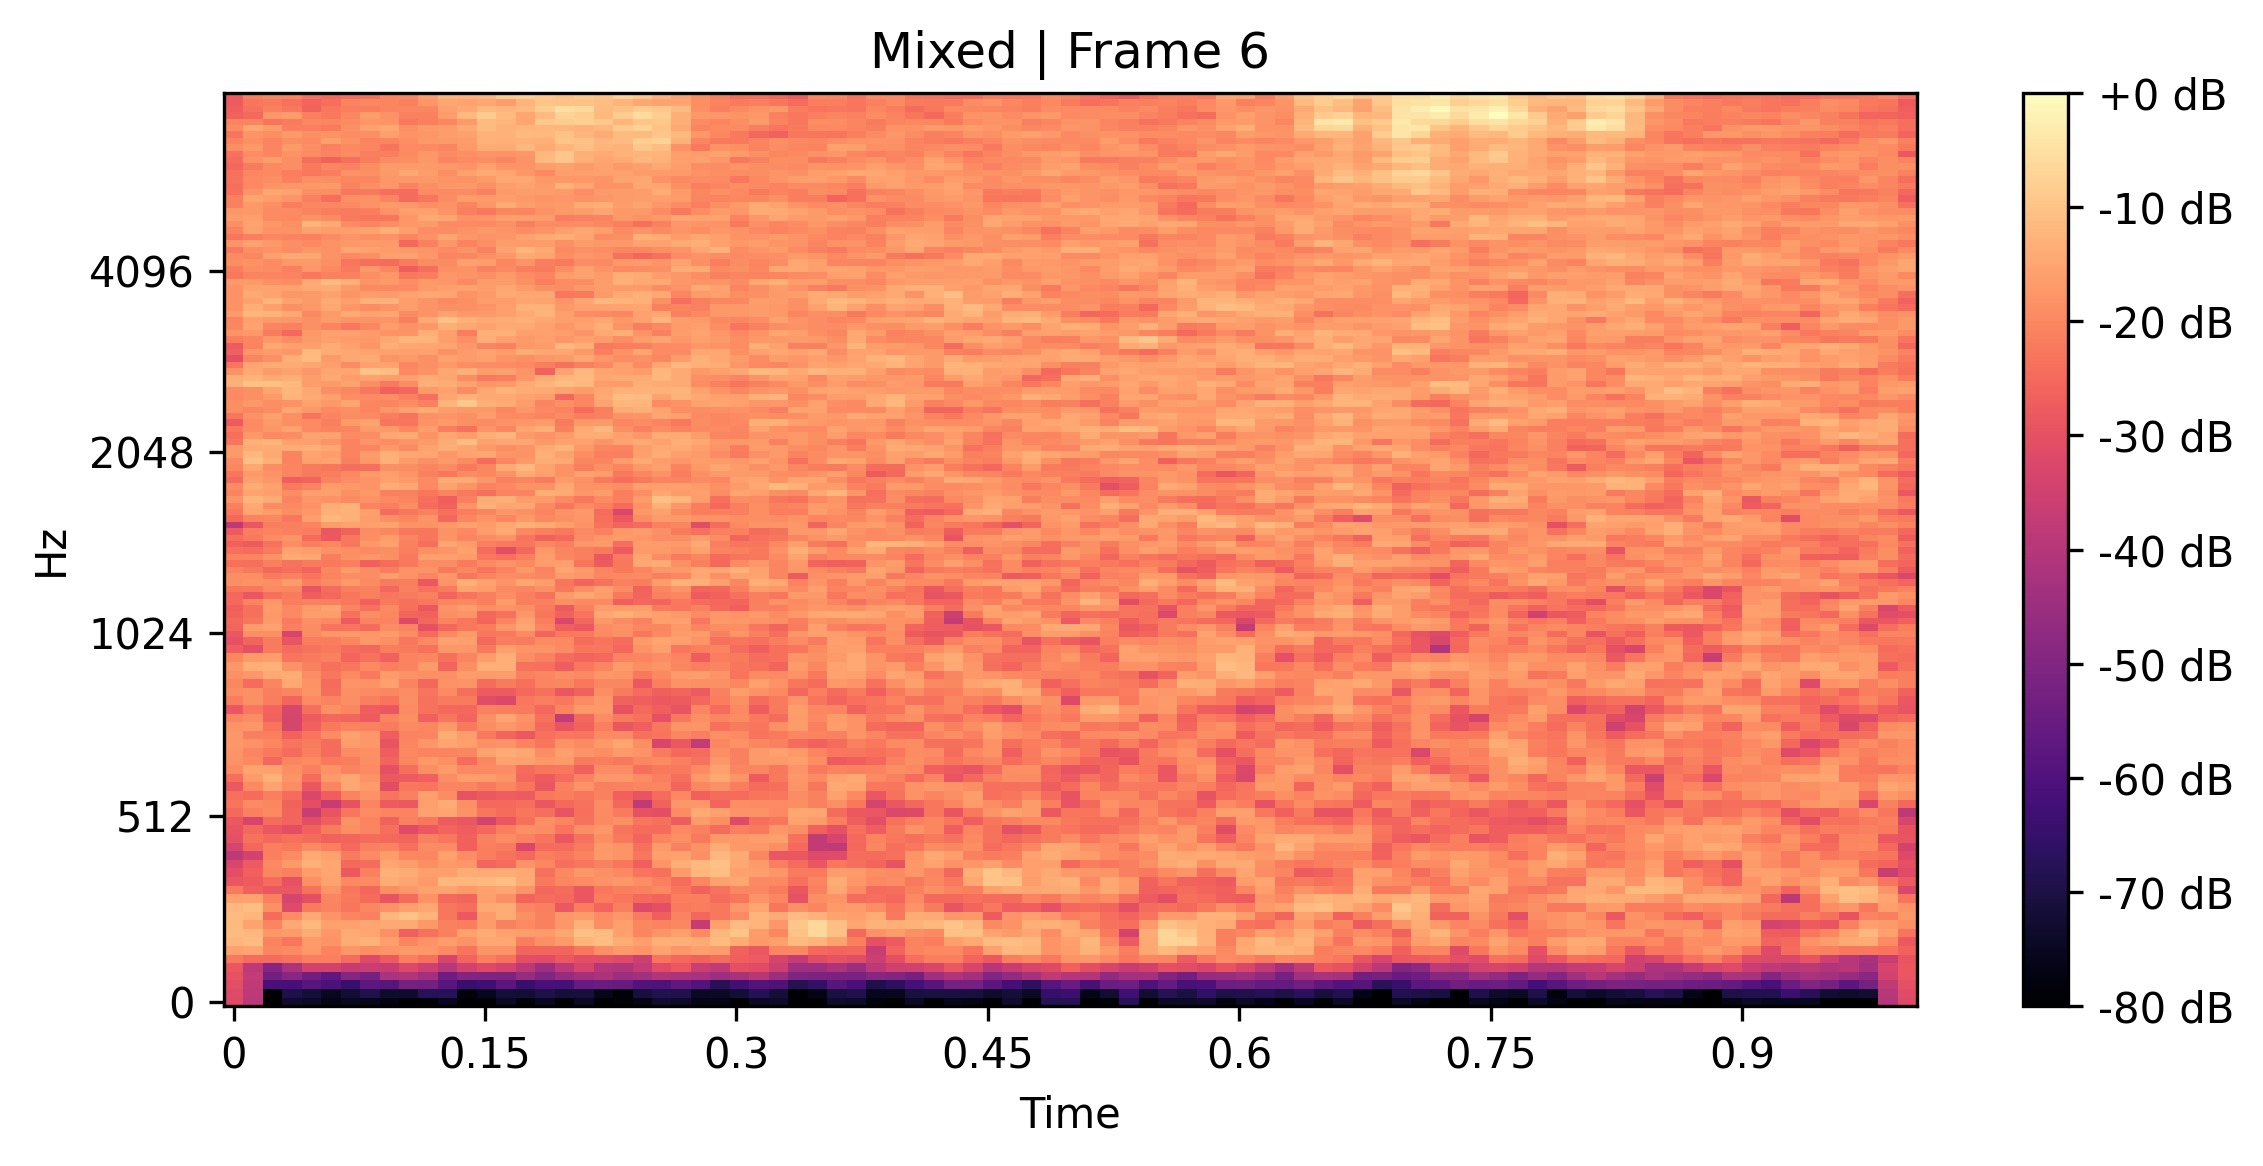 Mixed | Frame 6
Hz
4096
2048
1024
512
0
0 0.15 0.3 0.45 0.6 0.75 0.9
Time
+0 dB
-10 dB
-20 dB
-30 dB
-40 dB
-50 dB
-60 dB
-70 dB
-80 dB